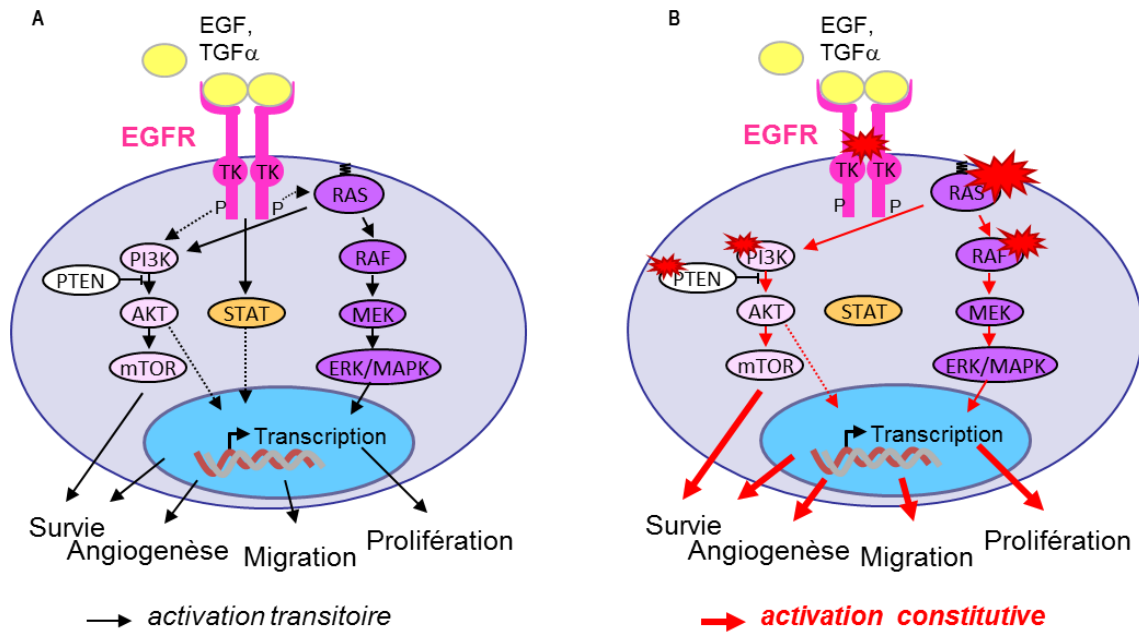 A
EGF,
TGFα
EGFR
TK TK
P P
RAS
PI3K
RAF
PTEN
AKT
STAT
MEK
mTOR
ERK/MAPK
Transcription
Survie
Angiogenèse
Migration
Prolifération
activation transitoire
B
EGF,
TGFα
EGFR
TK TK
P P
RAS
PI3K
RAF
PTEN
AKT
STAT
MEK
mTOR
ERK/MAPK
Transcription
Survie
Angiogenèse
Migration
Prolifération
activation constitutive